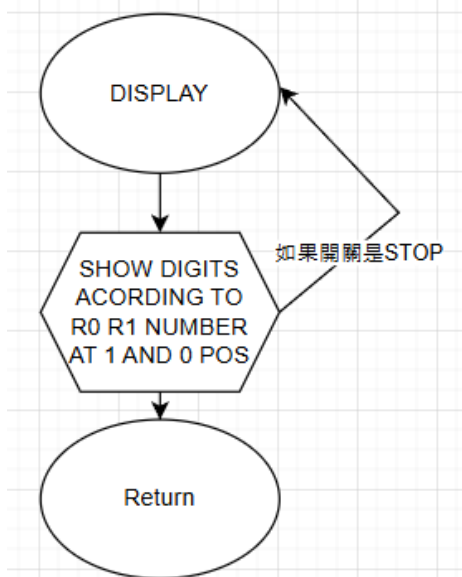 DISPLAY
如果開關是STOP
SHOW DIGITS
ACORDING TO
R0 R1 NUMBER
AT 1 AND 0 POS
Return